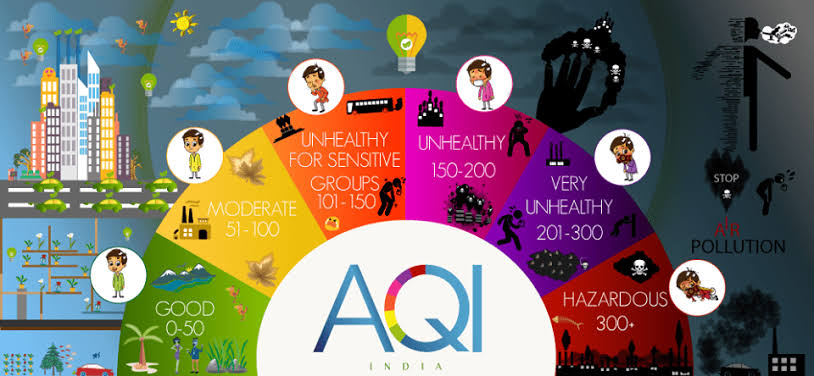 GOOD
0-50
MODERATE
51-100
UNHEALTHY
FOR SENSITIVE
GROUPS
101-150
UNHEALTHY
150-200
VERY
UNHEALTHY
201-300
HAZARDOUS
300+
AQI
INDIA
STOP
AIR
POLLUTION